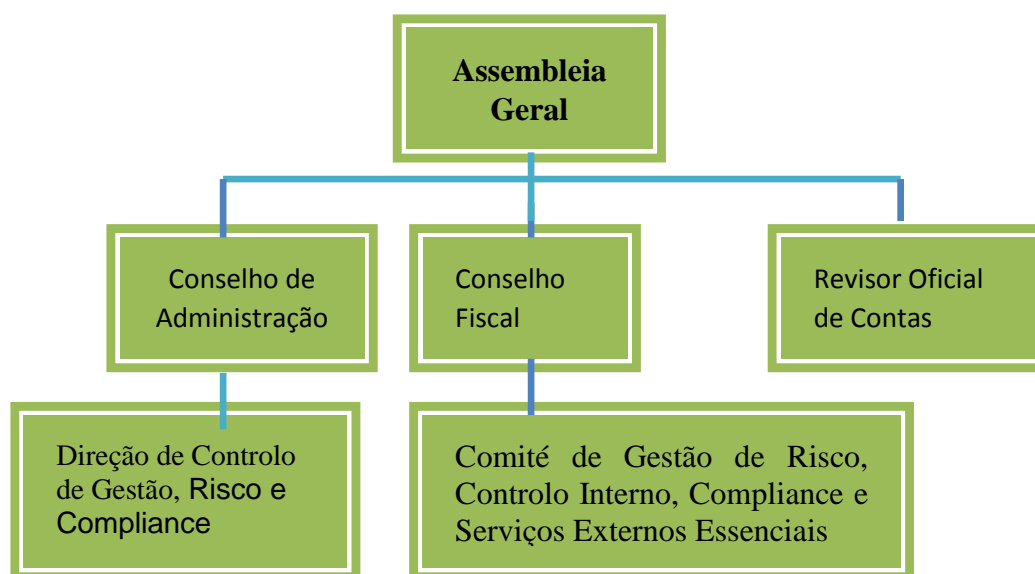 Assembleia
Geral
Conselho de
Administração
Conselho
Fiscal
Revisor Oficial
de Contas
Direção de Controlo
de Gestão, Risco e
Compliance
Comité de Gestão de Risco,
Controlo Interno, Compliance e
Serviços Externos Essenciais